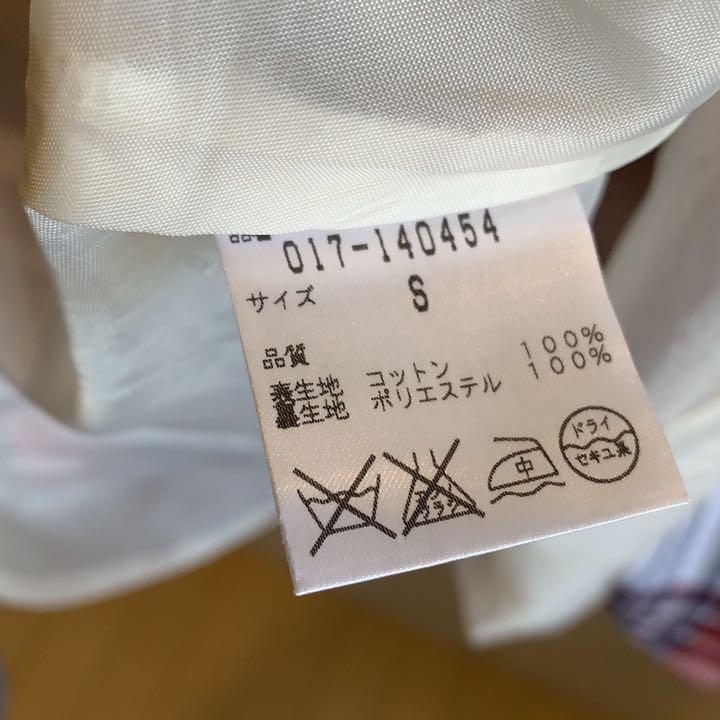 017-140454
サイズ S
品質
表生地 コットン 100%
裏生地 ポリエステル 100%
中
ドライ
セキユ系